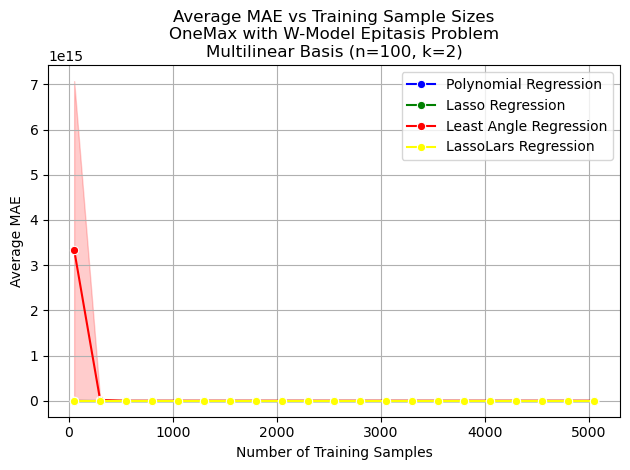 Average MAE vs Training Sample Sizes
OneMax with W-Model Epitasis Problem
Multilinear Basis (n=100, k=2)
1e15
Polynomial Regression
Lasso Regression
Least Angle Regression
LassoLars Regression
7
6
5
4
3
2
1
0
Average MAE
0 1000 2000 3000 4000 5000
Number of Training Samples